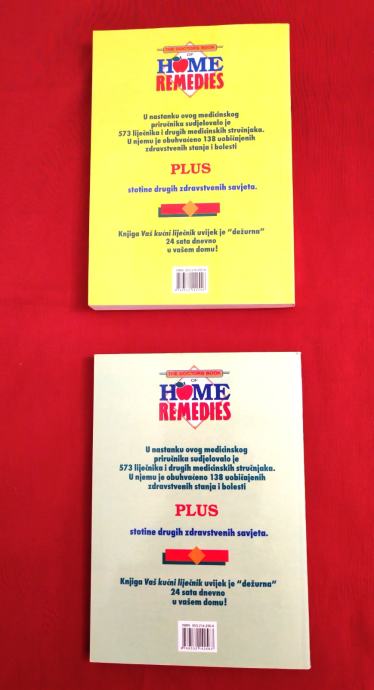 THE DOCTORS BOOK
OF
HOME
REMEDIES
U nastanku ovog medicinskog
priručnika sudjelovalo je
573 liječnika i drugih medicinskih stručnjaka.
U njemu je obuhvaćeno 138 uobičajenih
zdravstvenih stanja i bolesti
PLUS
stotine drugih zdravstvenih savjeta.
Knjiga Vaš kućni liječnik uvijek je "dežurna"
24 sata dnevno
u vašem domu!
ISBN
THE DOCTORS BOOK
OF
HOME
REMEDIES
U nastanku ovog medicinskog
priručnika sudjelovalo je
573 liječnika i drugih medicinskih stručnjaka.
U njemu je obuhvaćeno 138 uobičajenih
zdravstvenih stanja i bolesti
PLUS
stotine drugih zdravstvenih savjeta.
Knjiga Vaš kućni liječnik uvijek je "dežurna"
24 sata dnevno
u vašem domu!
ISBN